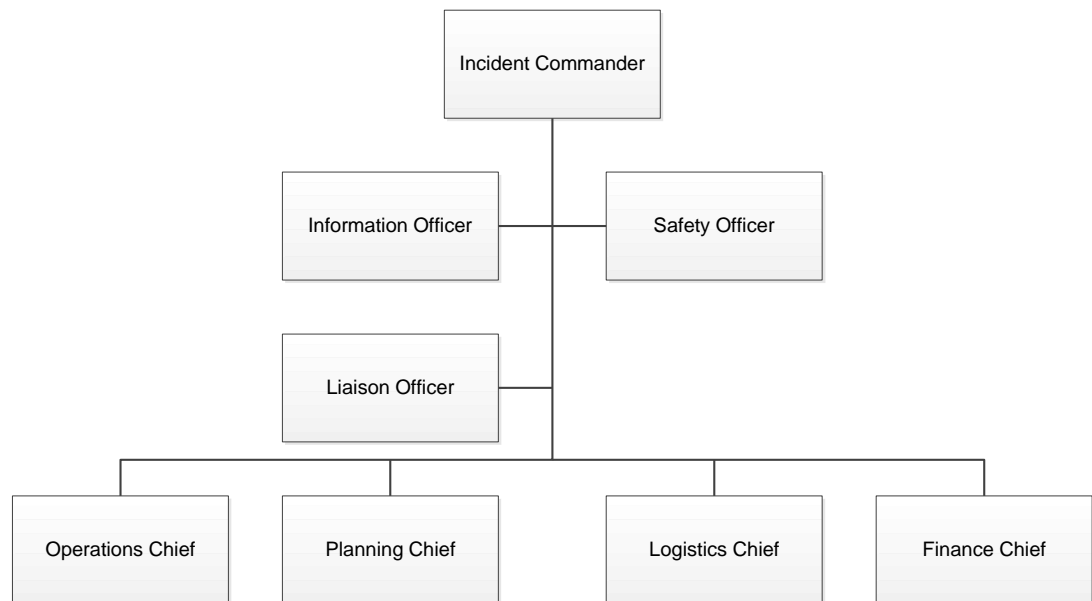 Incident Commander
Information Officer
Safety Officer
Liaison Officer
Operations Chief
Planning Chief
Logistics Chief
Finance Chief